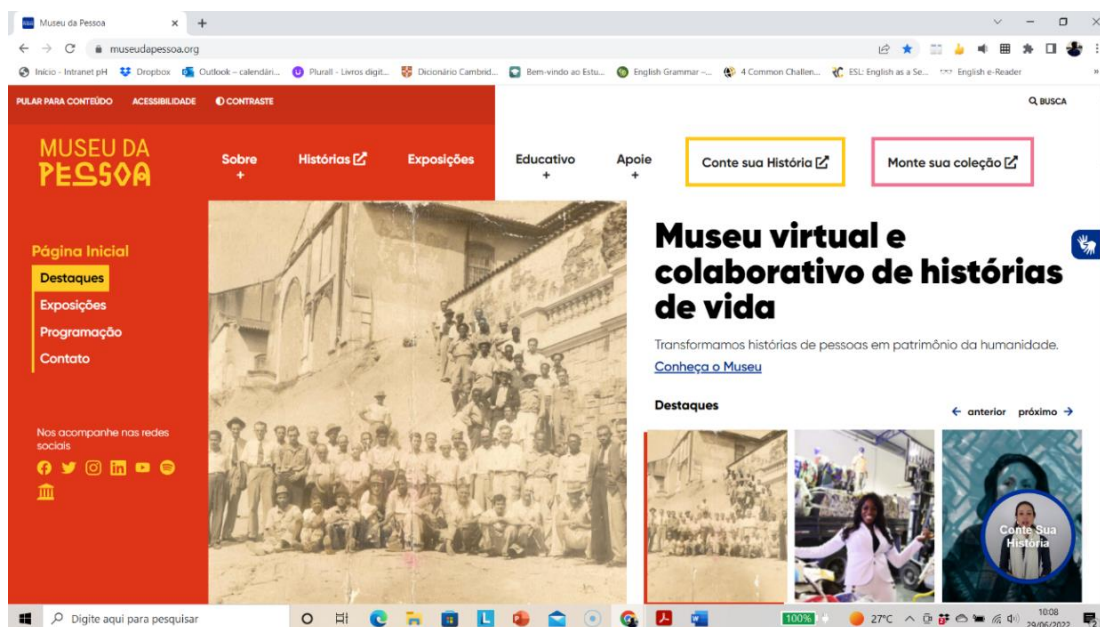 Museu da Pessoa
museudapessoa.org
Início - Intranet pH
Dropbox
Outlook – calendári...
Plurall - Livros digit...
Dicionário Cambrid...
Bem-vindo ao Estu...
English Grammar –...
4 Common Challen...
ESL: English as a Se...
English e-Reader
PULAR PARA CONTEÚDO
ACESSIBILIDADE
CONTRASTE
BUSCA
MUSEU DA
PESSOA
Sobre
+
Histórias
Exposições
Educativo
+
Apoie
+
Conte sua História
Monte sua coleção
Página Inicial
Destaques
Exposições
Programação
Contato
Nos acompanhe nas redes
sociais
Museu virtual e
colaborativo de histórias
de vida
Transformamos histórias de pessoas em patrimônio da humanidade.
Conheça o Museu
Destaques
← anterior
próximo →
Conte Sua
História
Digite aqui para pesquisar
100%
27°C
10:08
29/06/2022